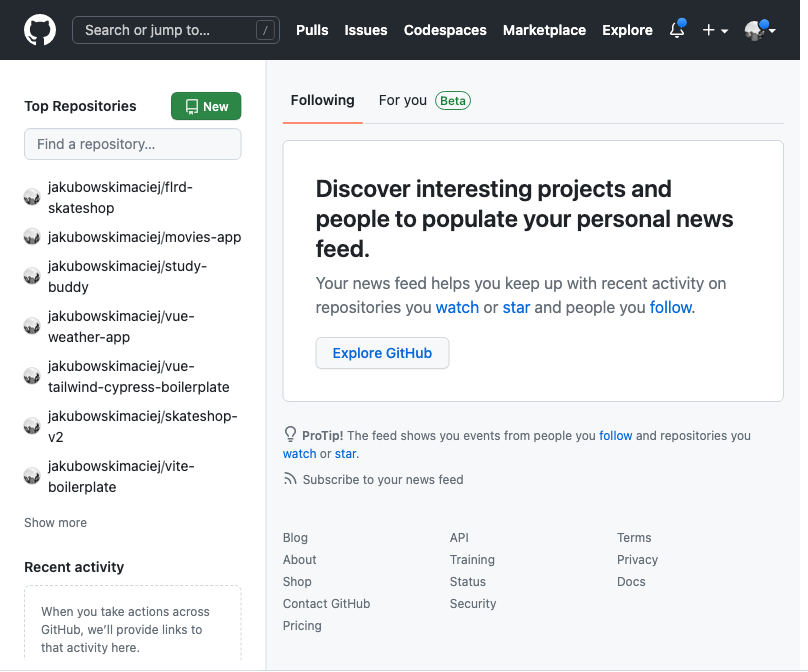 Search or jump to... /
Pulls
Issues
Codespaces
Marketplace
Explore
Top Repositories
New
Find a repository...
jakubowskimaciej/flrd-
skateshop
jakubowskimaciej/movies-app
jakubowskimaciej/study-
buddy
jakubowskimaciej/vue-
weather-app
jakubowskimaciej/vue-
tailwind-cypress-boilerplate
jakubowskimaciej/skateshop-
v2
jakubowskimaciej/vite-
boilerplate
Show more
Recent activity
When you take actions across
GitHub, we’ll provide links to
that activity here.
Following
For you Beta
Discover interesting projects and
people to populate your personal news
feed.
Your news feed helps you keep up with recent activity on
repositories you watch or star and people you follow.
Explore GitHub
ProTip! The feed shows you events from people you follow and repositories you
watch or star.
Subscribe to your news feed
Blog
About
Shop
Contact GitHub
Pricing
API
Training
Status
Security
Terms
Privacy
Docs